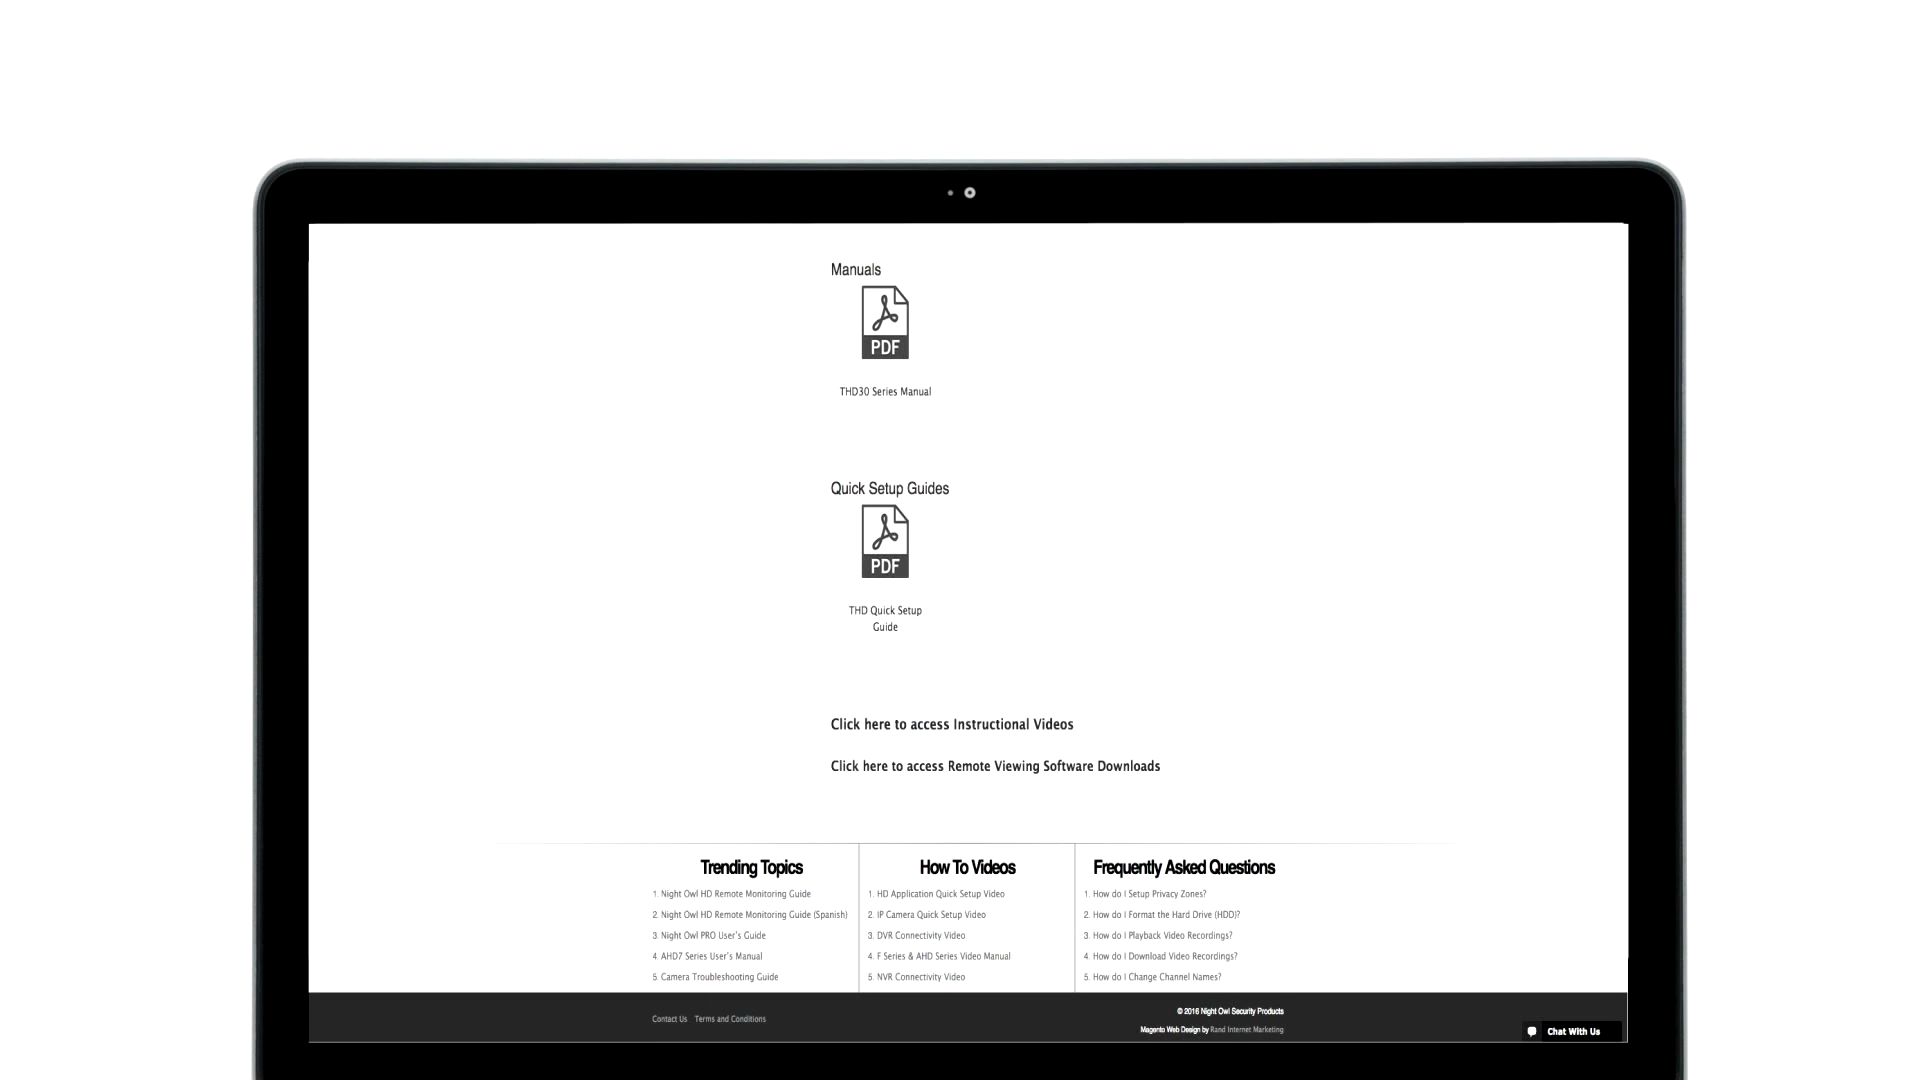 Manuals
PDF
THD30 Series Manual
Quick Setup Guides
PDF
THD Quick Setup
Guide
Click here to access Instructional Videos
Click here to access Remote Viewing Software Downloads
Trending Topics
1. Night Owl HD Remote Monitoring Guide
2. Night Owl HD Remote Monitoring Guide (Spanish)
3. Night Owl PRO User's Guide
4. AHD7 Series User's Manual
5. Camera Troubleshooting Guide
How To Videos
1. HD Application Quick Setup Video
2. IP Camera Quick Setup Video
3. DVR Connectivity Video
4. F Series & AHD Series Video Manual
5. NVR Connectivity Video
Frequently Asked Questions
1. How do I Setup Privacy Zones?
2. How do I Format the Hard Drive (HDD)?
3. How do I Playback Video Recordings?
4. How do I Download Video Recordings?
5. How do I Change Channel Names?
Contact Us Terms and Conditions
© 2016 Night Owl Security Products
Magento Web Design by Rand Internet Marketing
Chat With Us